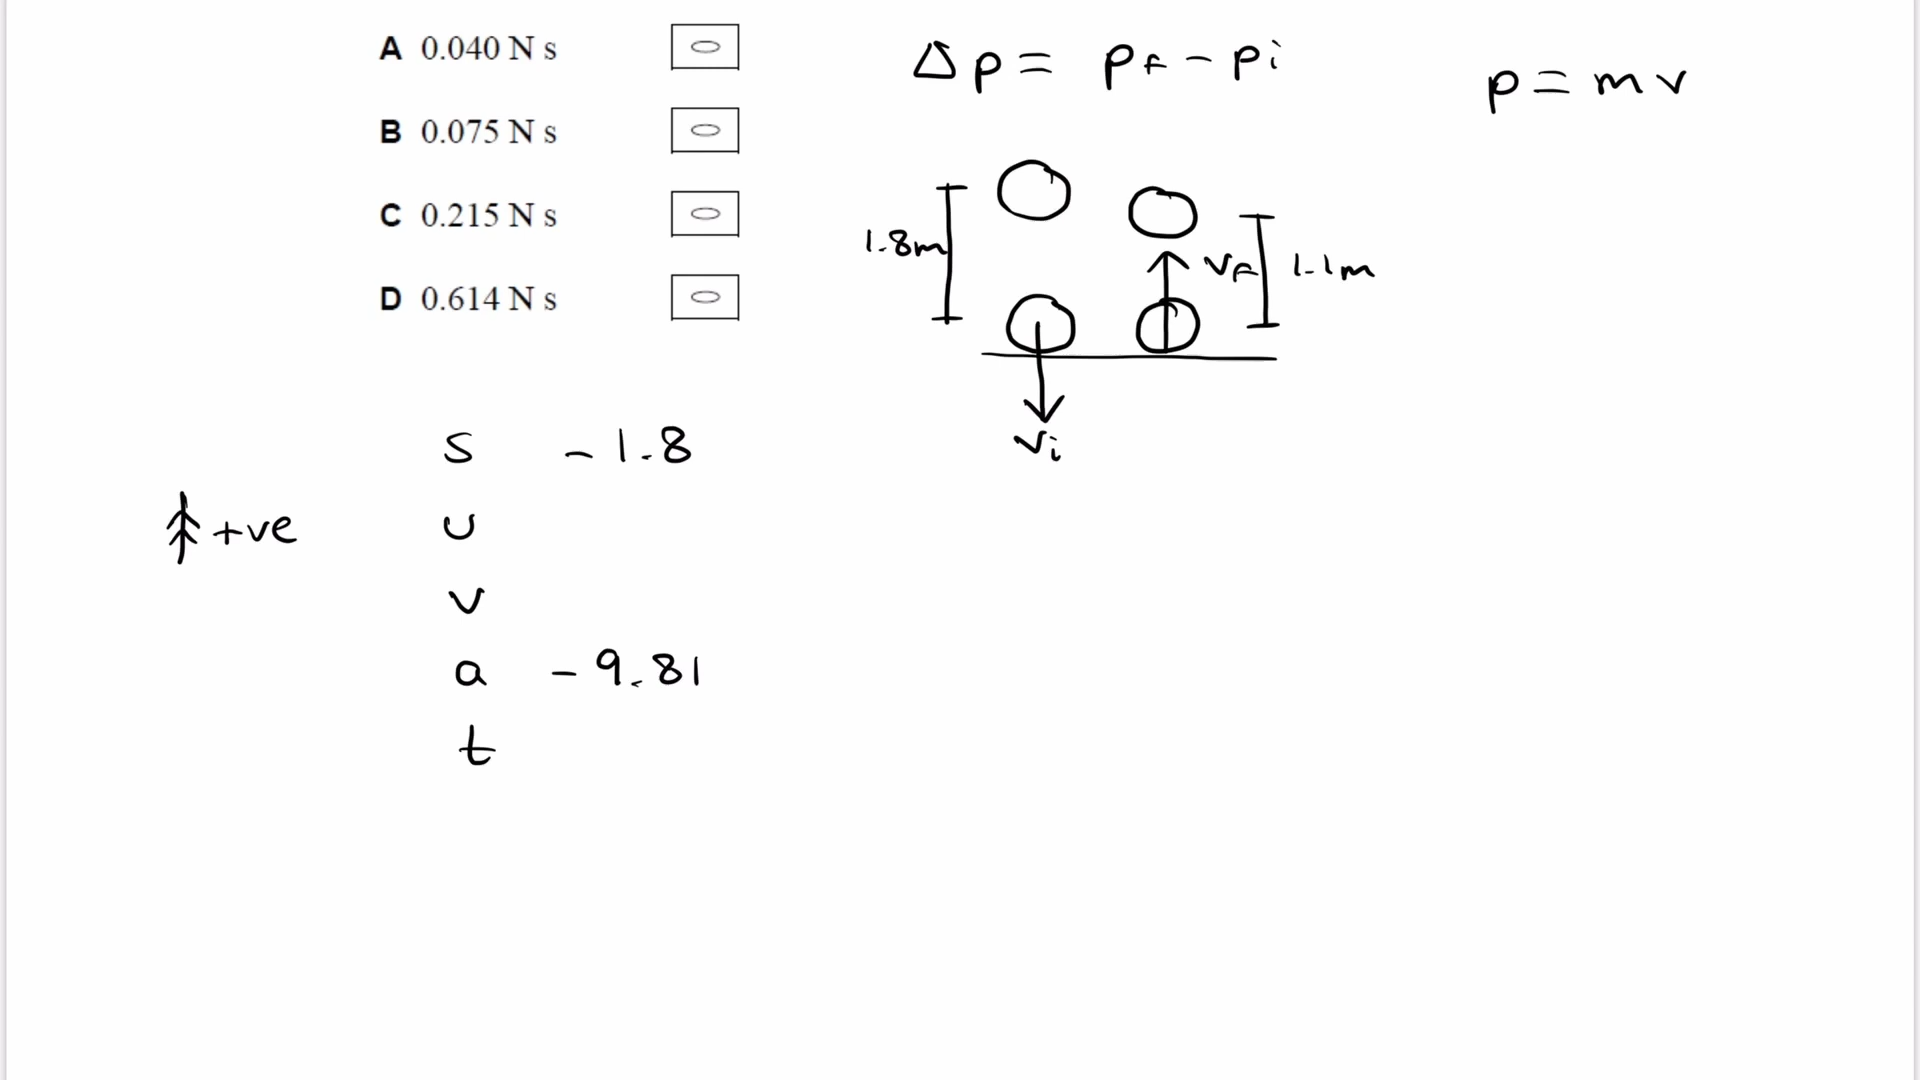 A 0.040 N s
B 0.075 N s
C 0.215 N s
D 0.614 N s
Δp = pf - pi
p = mv
1.8m
vf
1.1m
vi
s -1.8
+ve
u
v
a -9.81
t